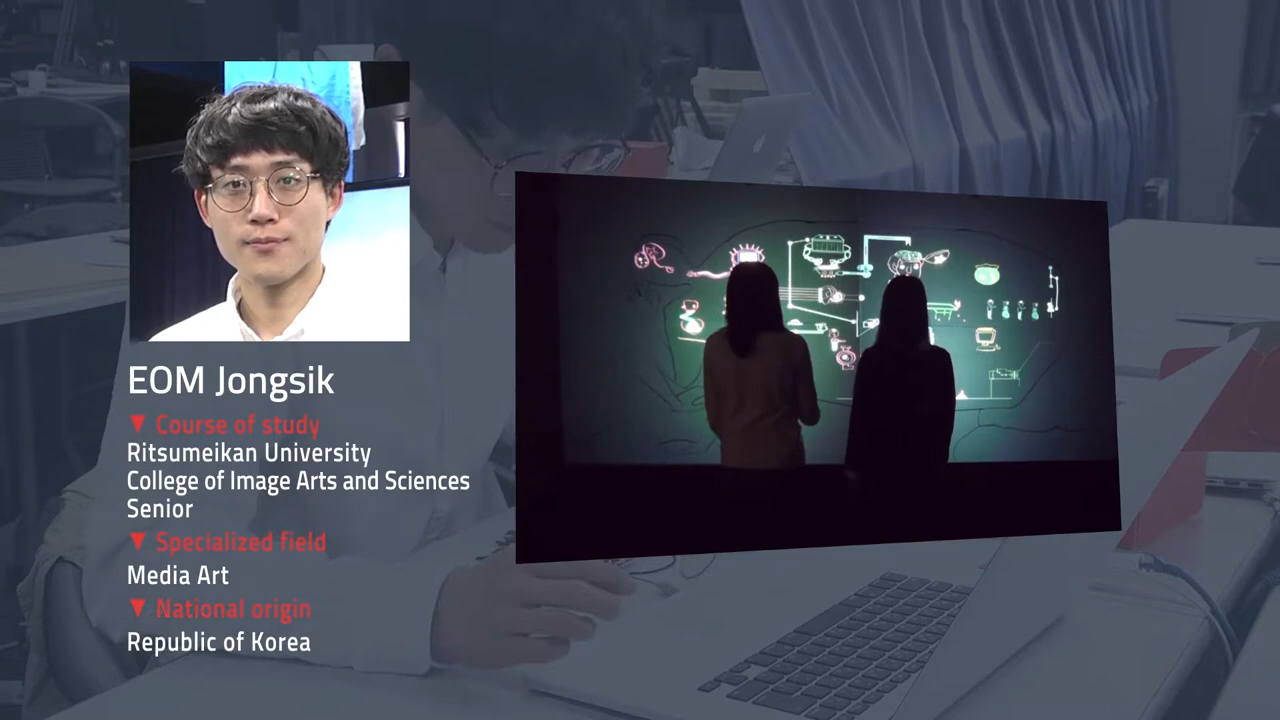 EOM Jongsik
▼ Course of study
Ritsumeikan University
College of Image Arts and Sciences
Senior
▼ Specialized field
Media Art
▼ National origin
Republic of Korea